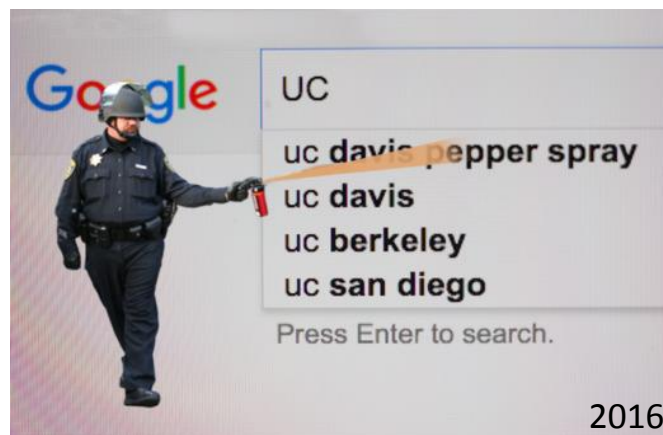 Google
UC
uc davis pepper spray
uc davis
uc berkeley
uc san diego
Press Enter to search.
2016